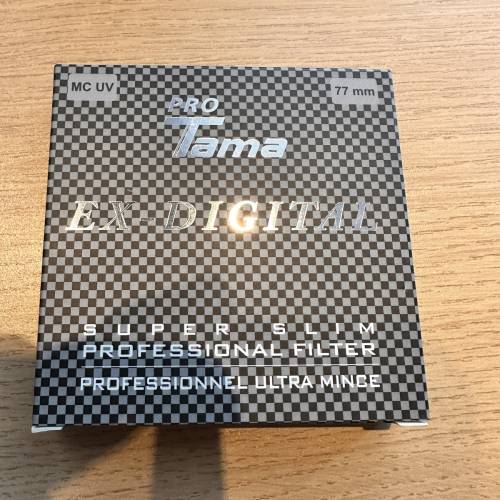 MC UV
77 mm
PRO
Tama
EX-DIGITAL
SUPER SLIM
PROFESSIONAL FILTER
PROFESSIONNEL ULTRA MINCE